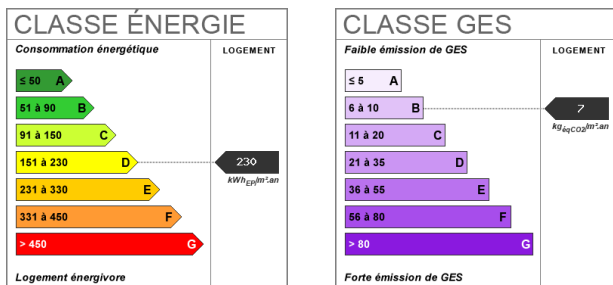 CLASSE ÉNERGIE
Consommation énergétique
LOGEMENT
≤ 50 A
51 à 90 B
91 à 150 C
151 à 230 D
230
kWhEP/m².an
231 à 330 E
331 à 450 F
> 450 G
Logement énergivore
CLASSE GES
Faible émission de GES
LOGEMENT
≤ 5 A
6 à 10 B
7
kgéqCO2/m².an
11 à 20 C
21 à 35 D
36 à 55 E
56 à 80 F
> 80 G
Forte émission de GES